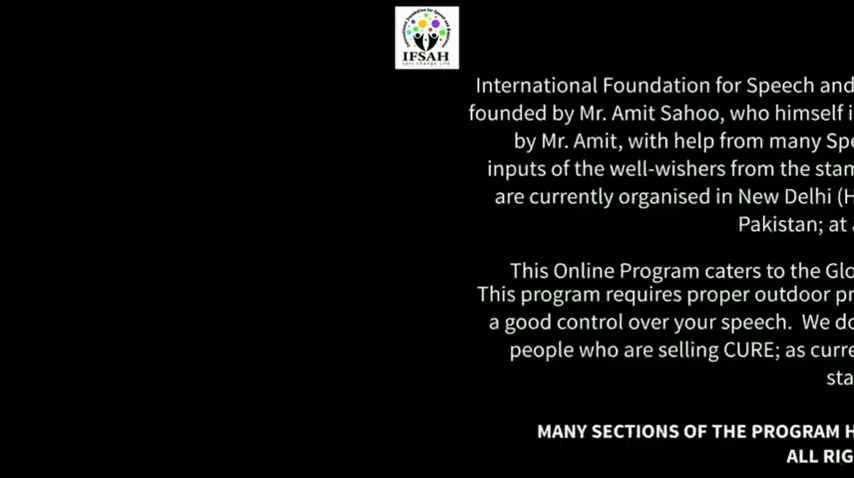 IFSAH
Lets Change Life
International Foundation for Speech and
founded by Mr. Amit Sahoo, who himself i
by Mr. Amit, with help from many Spe
inputs of the well-wishers from the stam
are currently organised in New Delhi (H
Pakistan; at
This Online Program caters to the Glo
This program requires proper outdoor pr
a good control over your speech. We do
people who are selling CURE; as curre
sta
MANY SECTIONS OF THE PROGRAM H
ALL RIG